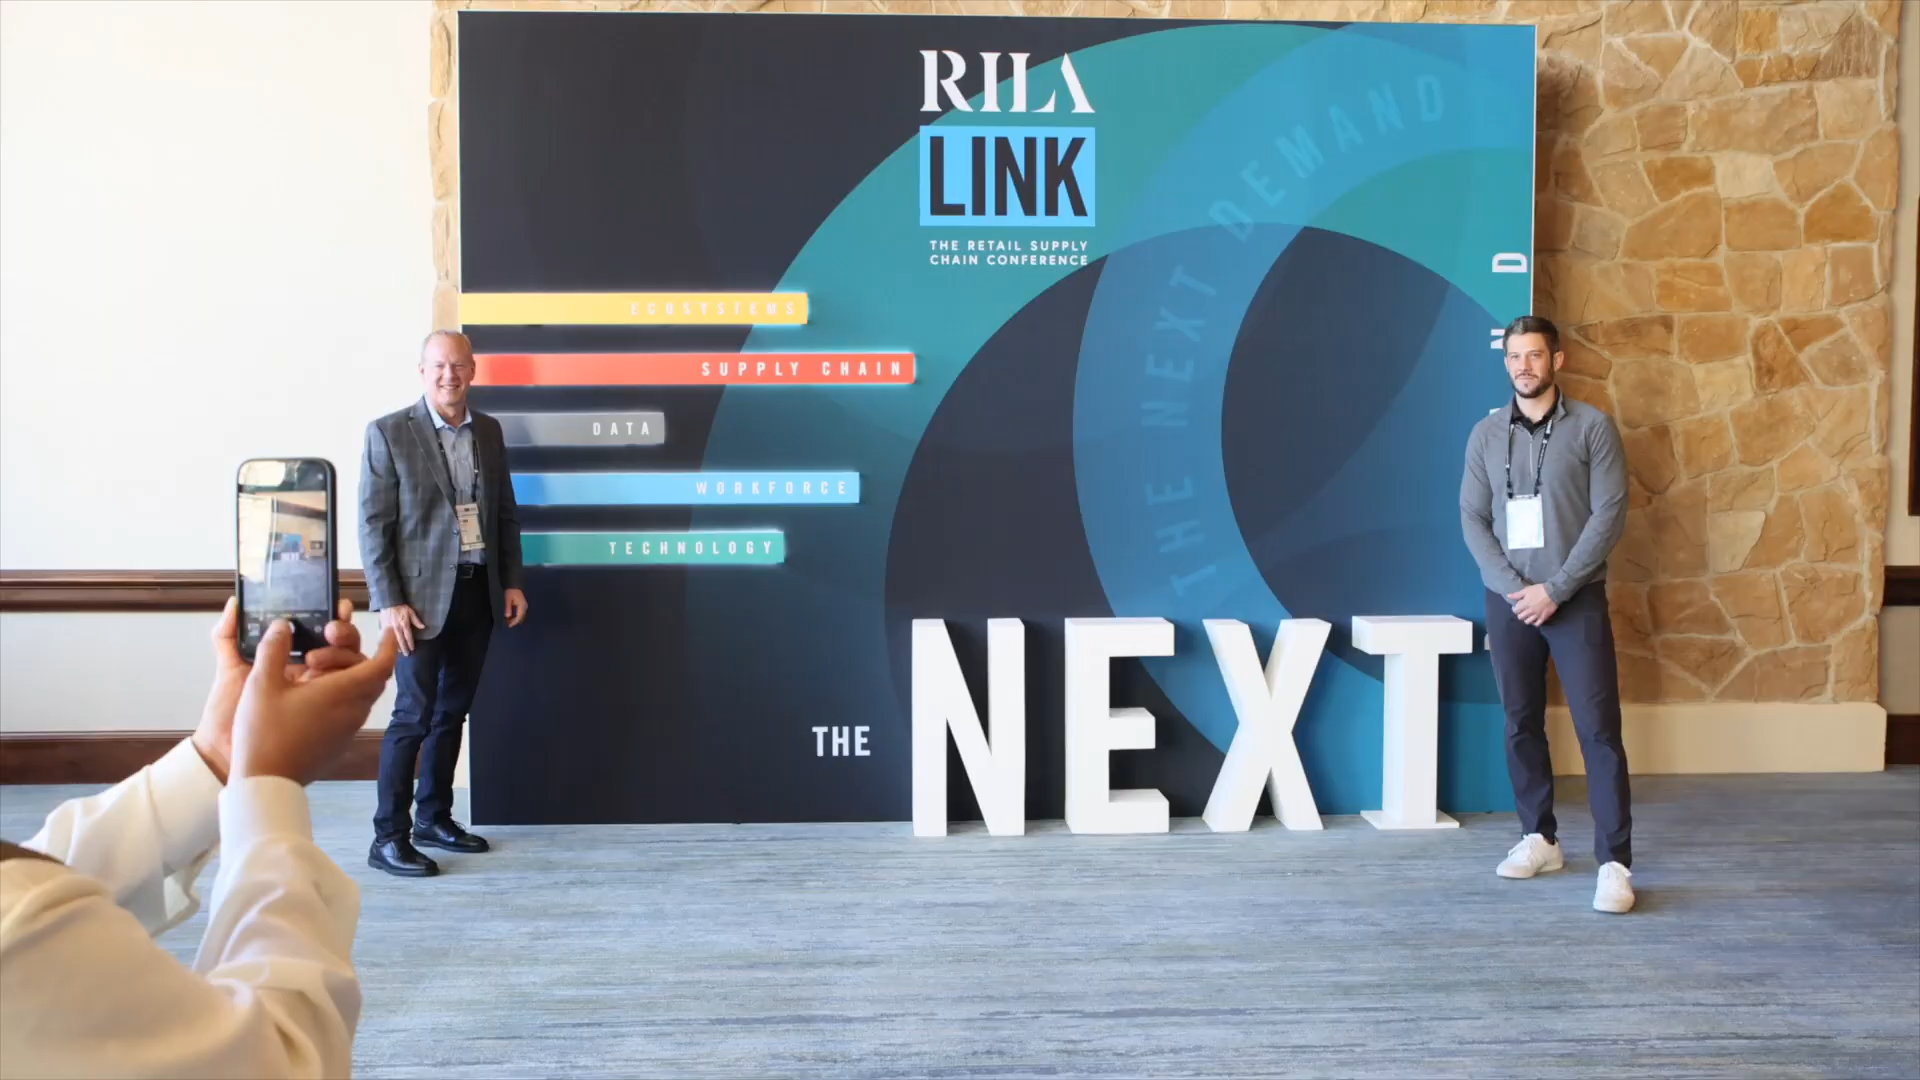 RILA
LINK
THE RETAIL SUPPLY
CHAIN CONFERENCE
ECOSYSTEMS
SUPPLY CHAIN
DATA
WORKFORCE
TECHNOLOGY
THE NEXT DEMAND
THE NEXT